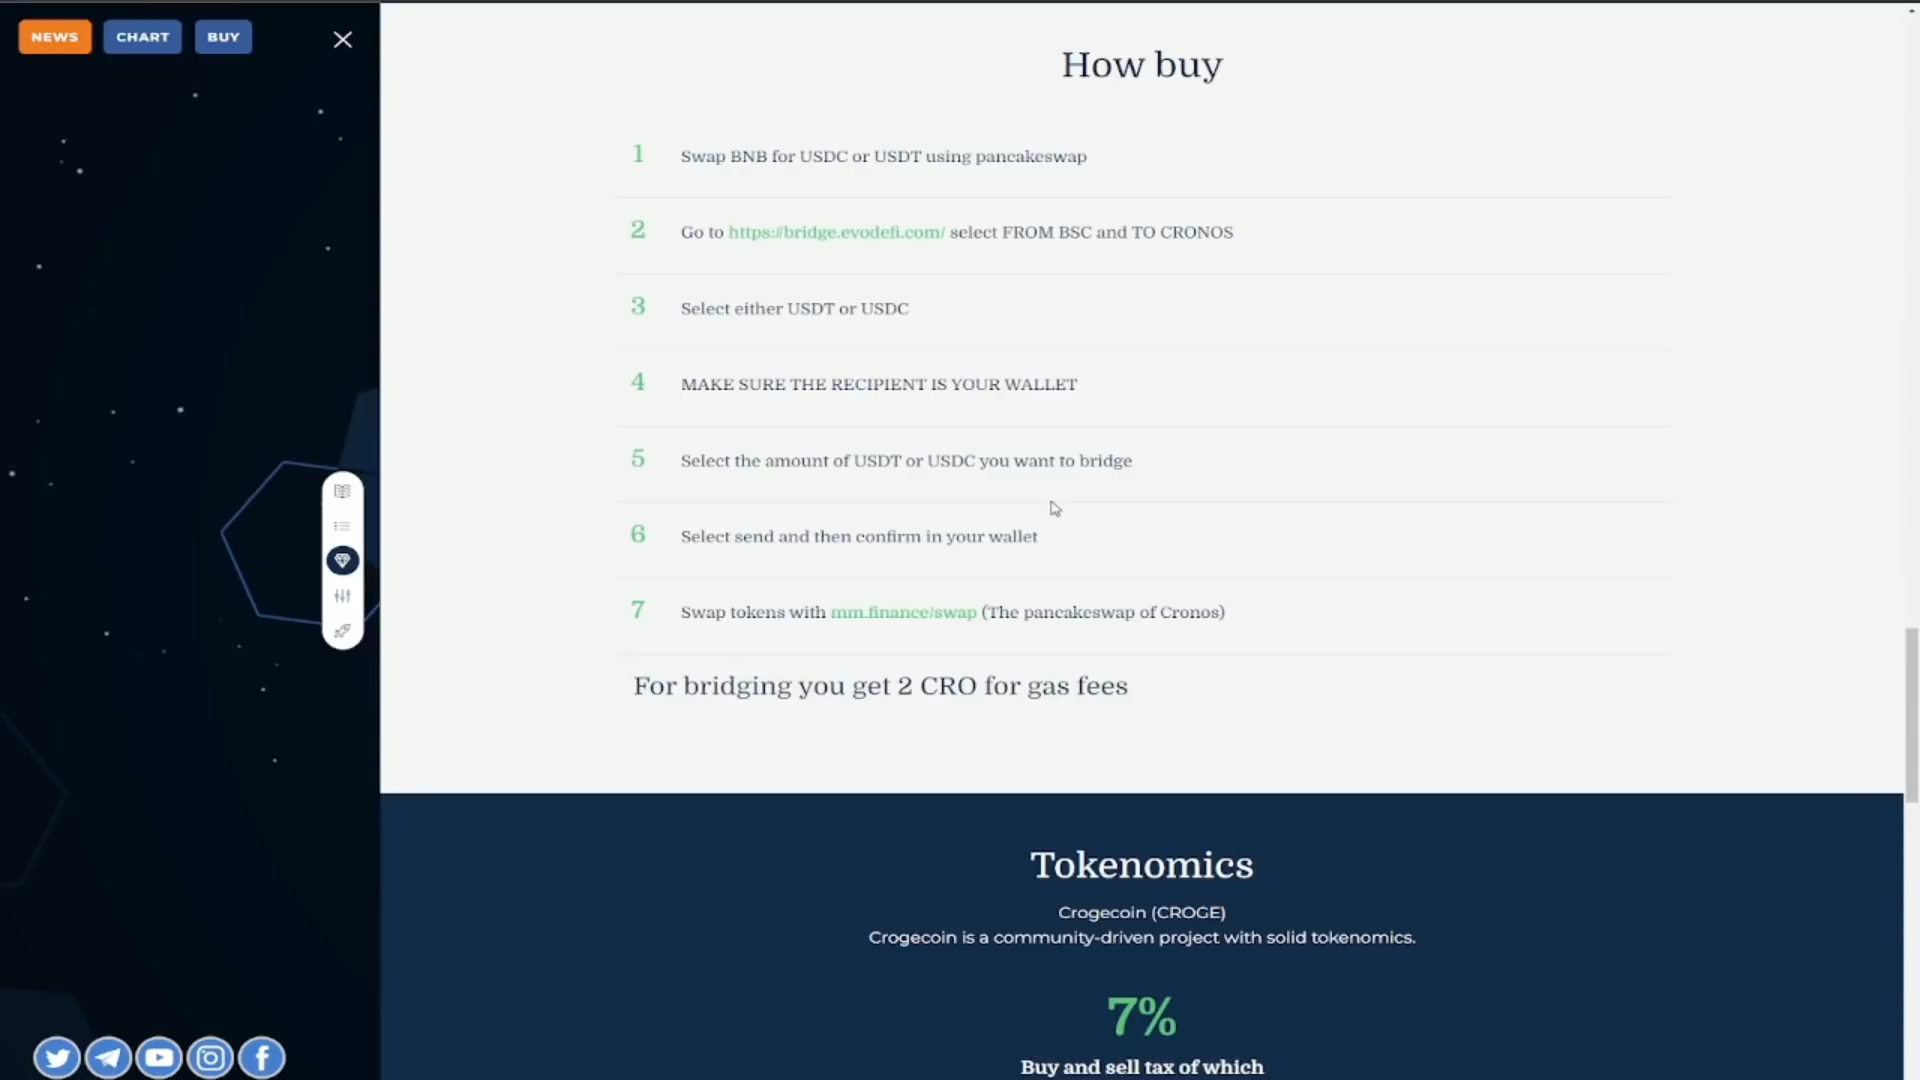 NEWS
CHART
BUY
How buy
1 Swap BNB for USDC or USDT using pancakeswap
2 Go to https://bridge.evodefi.com/ select FROM BSC and TO CRONOS
3 Select either USDT or USDC
4 MAKE SURE THE RECIPIENT IS YOUR WALLET
5 Select the amount of USDT or USDC you want to bridge
6 Select send and then confirm in your wallet
7 Swap tokens with mm.finance/swap (The pancakeswap of Cronos)
For bridging you get 2 CRO for gas fees
Tokenomics
Crogecoin (CROGE)
Crogecoin is a community-driven project with solid tokenomics.
7%
Buy and sell tax of which